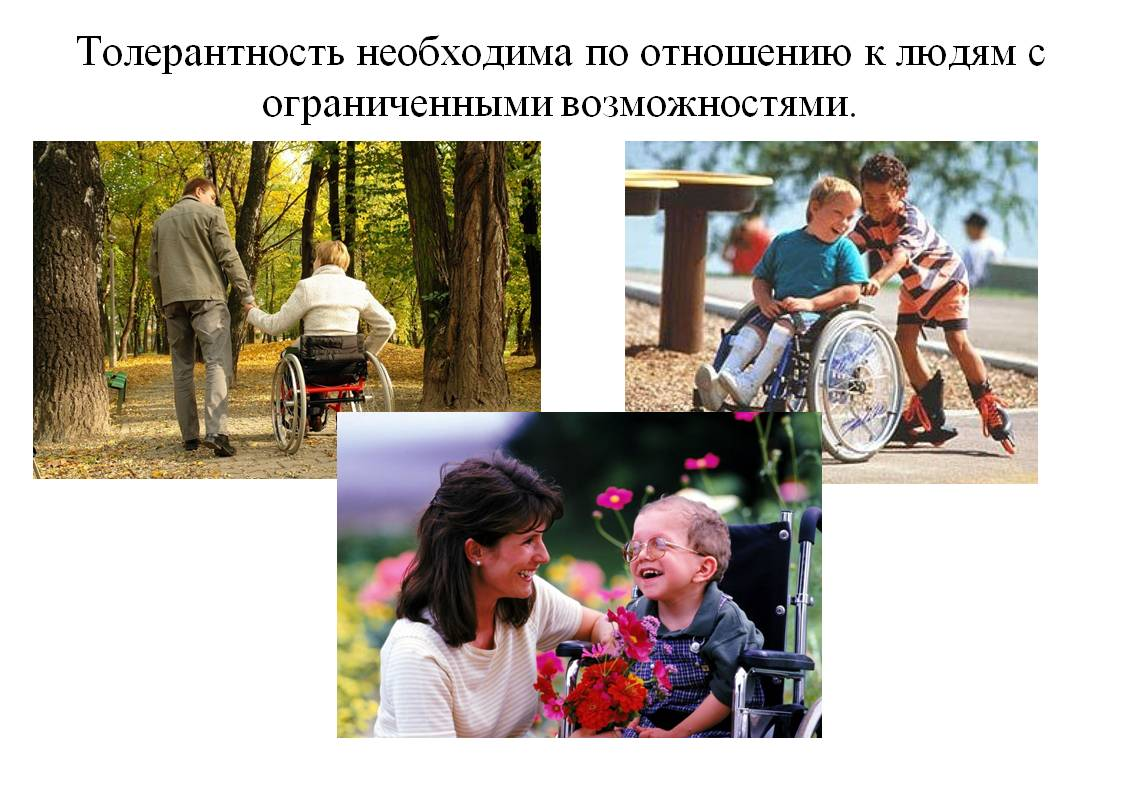 Толерантность необходима по отношению к людям с
ограниченными возможностями.